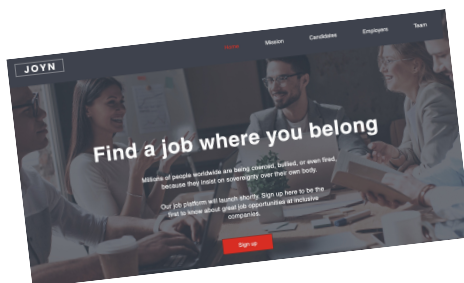 JOYN
Home
Mission
Candidates
Employers
Team
Find a job where you belong
Millions of people worldwide are being coerced, bullied, or even fired,
because they insist on sovereignty over their own body.
Our job platform will launch shortly. Sign up here to be the
first to know about great job opportunities at inclusive
companies.
Sign up